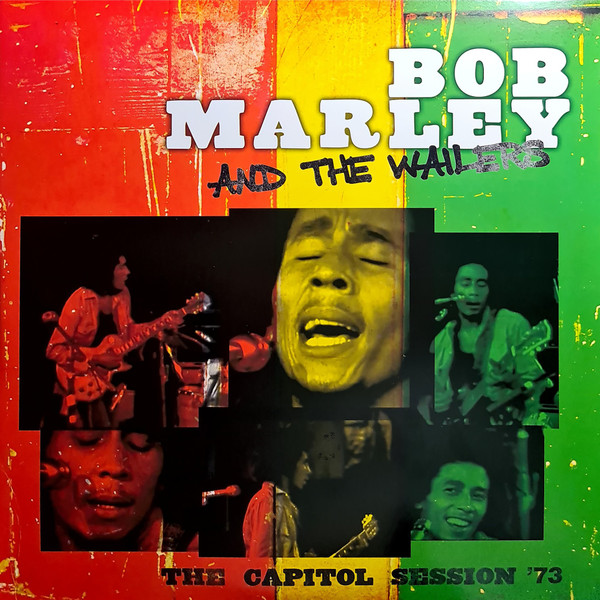 BOB
MARLEY
AND THE WAILERS
THE CAPITOL SESSION '73